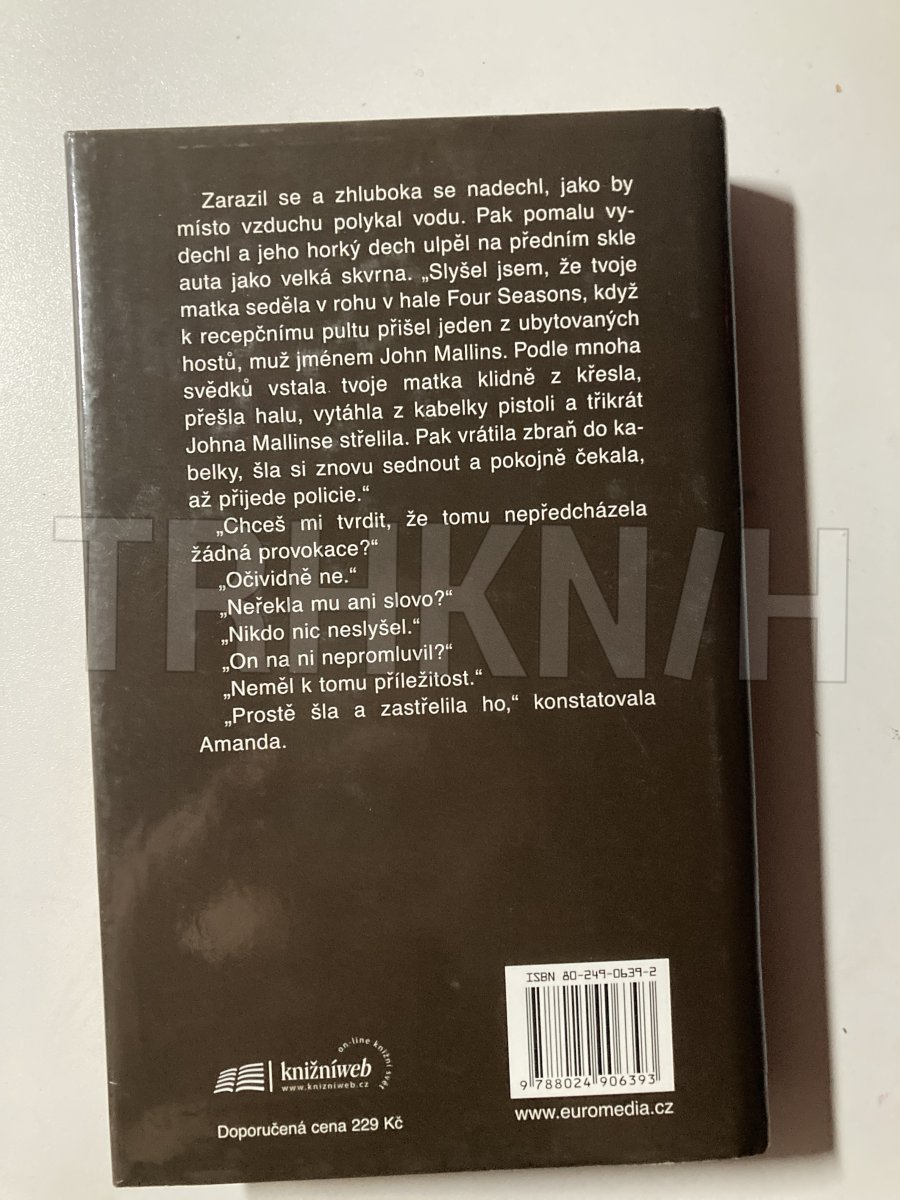 Zarazil se a zhluboka se nadechl, jako by
místo vzduchu polykal vodu. Pak pomalu vy-
dechl a jeho horký dech ulpěl na předním skle
auta jako velká skvrna. „Slyšel jsem, že tvoje
matka seděla v rohu v hale Four Seasons, když
k recepčnímu pultu přišel jeden z ubytovaných
hostů, muž jménem John Mallins. Podle mnoha
svědků vstala tvoje matka klidně z křesla,
přešla halu, vytáhla z kabelky pistoli a třikrát
Johna Mallinse střelila. Pak vrátila zbraň do ka-
belky, šla si znovu sednout a pokojně čekala,
až přijede policie.“
„Chceš mi tvrdit, že tomu nepředcházela
žádná provokace?“
„Očividně ne.“
„Neřekla mu ani slovo?“
„Nikdo nic neslyšel.“
„On na ni nepromluvil?“
„Neměl k tomu příležitost.“
„Prostě šla a zastřelila ho,“ konstatovala
Amanda.
TRHKNIH
ISBN 80-249-0639-2
9 788024 906393
www.euromedia.cz
on-line knižní svět
knižníweb
www.knizniweb.cz
Doporučená cena 229 Kč